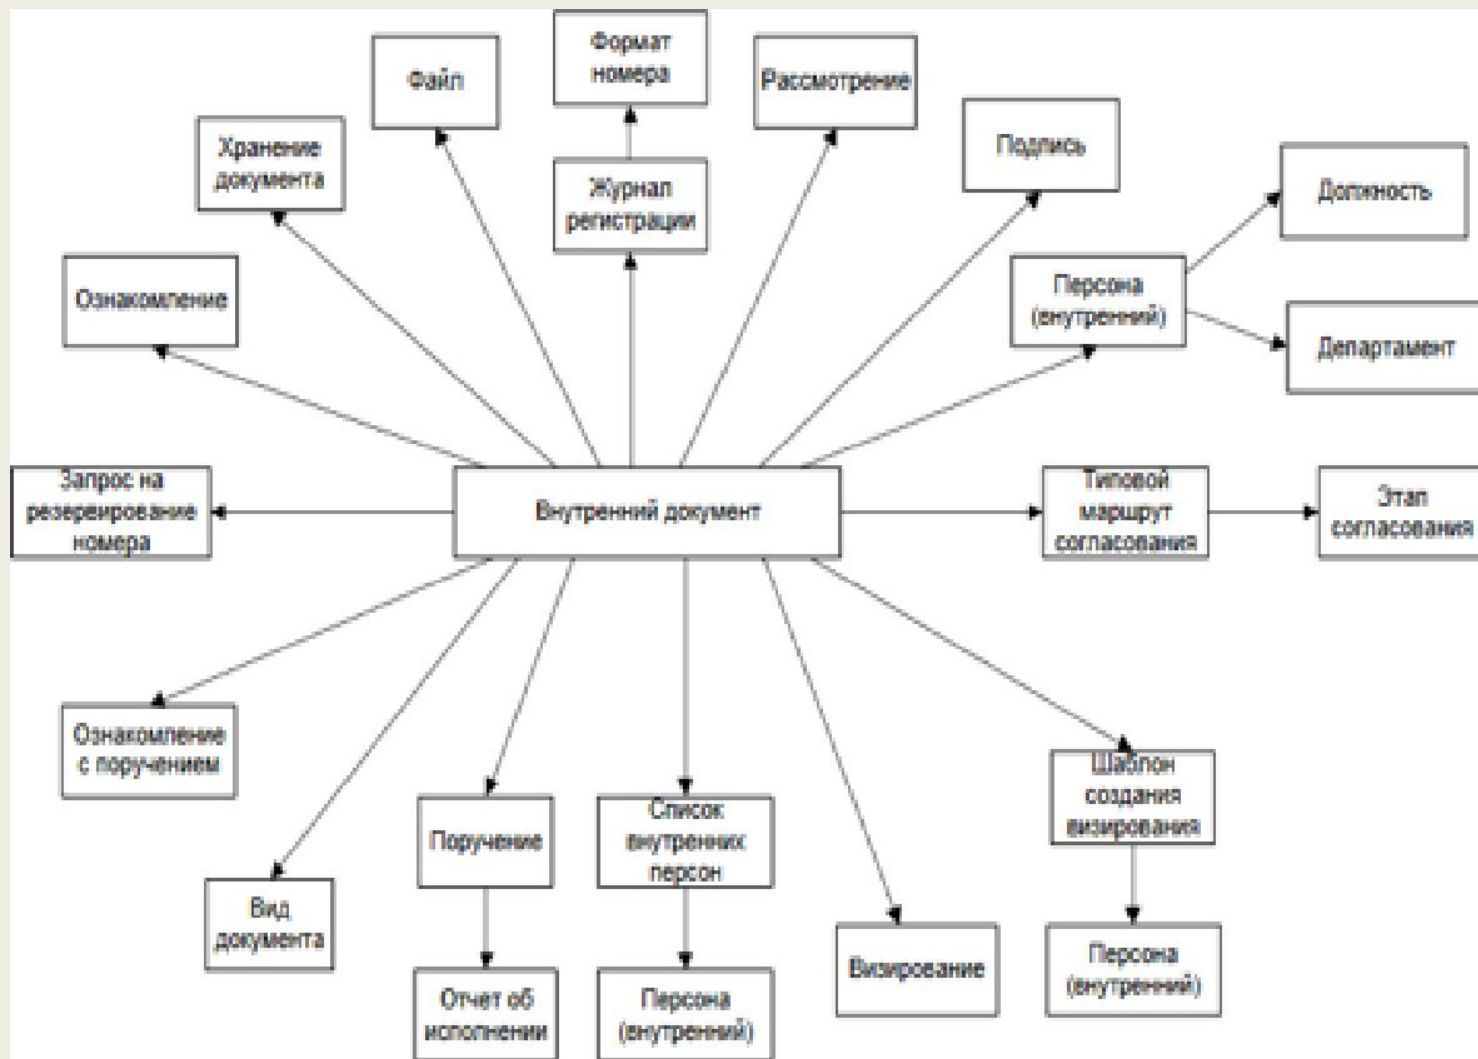 Формат
номера
Файл
Рассмотрение
Хранение
документа
Подпись
Журнал
регистрации
Должность
Ознакомление
Персона
(внутренний)
Департамент
Запрос на
резервирование
номера
Внутренний документ
Типовой
маршрут
согласования
Этап
согласования
Ознакомление
с поручением
Шаблон
создания
визирования
Поручение
Список
внутренних
персон
Вид
документа
Визирование
Персона
(внутренний)
Отчет об
исполнении
Персона
(внутренний)